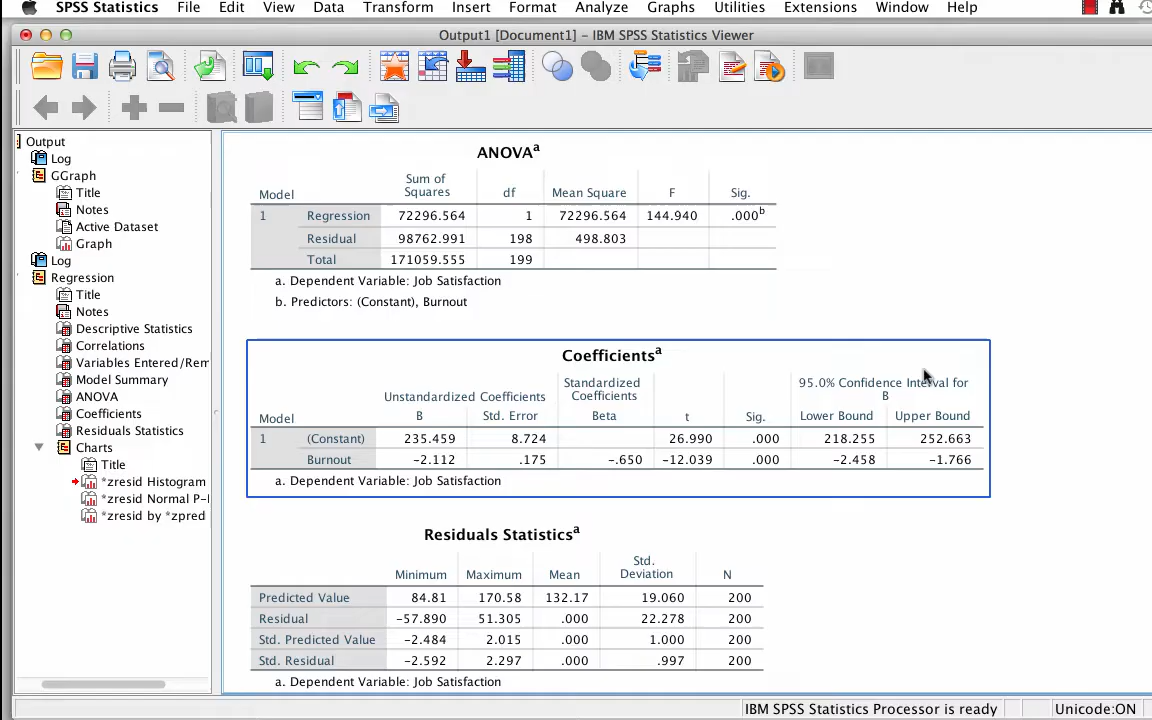 SPSS Statistics File Edit View Data Transform Insert Format Analyze Graphs Utilities Extensions Window Help
Output1 [Document1] – IBM SPSS Statistics Viewer
Output
Log
GGraph
Title
Notes
Active Dataset
Graph
Log
Regression
Title
Notes
Descriptive Statistics
Correlations
Variables Entered/Rem
Model Summary
ANOVA
Coefficients
Residuals Statistics
Charts
Title
*zresid Histogram
*zresid Normal P-I
*zresid by *zpred
ANOVAa
Model Sum of Squares df Mean Square F Sig.
1 Regression 72296.564 1 72296.564 144.940 .000b
Residual 98762.991 198 498.803
Total 171059.555 199
a. Dependent Variable: Job Satisfaction
b. Predictors: (Constant), Burnout
Coefficientsa
Unstandardized Coefficients Standardized Coefficients 95.0% Confidence Interval for B
Model B Std. Error Beta t Sig. Lower Bound Upper Bound
1 (Constant) 235.459 8.724 26.990 .000 218.255 252.663
Burnout -2.112 .175 -.650 -12.039 .000 -2.458 -1.766
a. Dependent Variable: Job Satisfaction
Residuals Statisticsa
Minimum Maximum Mean Std. Deviation N
Predicted Value 84.81 170.58 132.17 19.060 200
Residual -57.890 51.305 .000 22.278 200
Std. Predicted Value -2.484 2.015 .000 1.000 200
Std. Residual -2.592 2.297 .000 .997 200
a. Dependent Variable: Job Satisfaction
IBM SPSS Statistics Processor is ready Unicode:ON